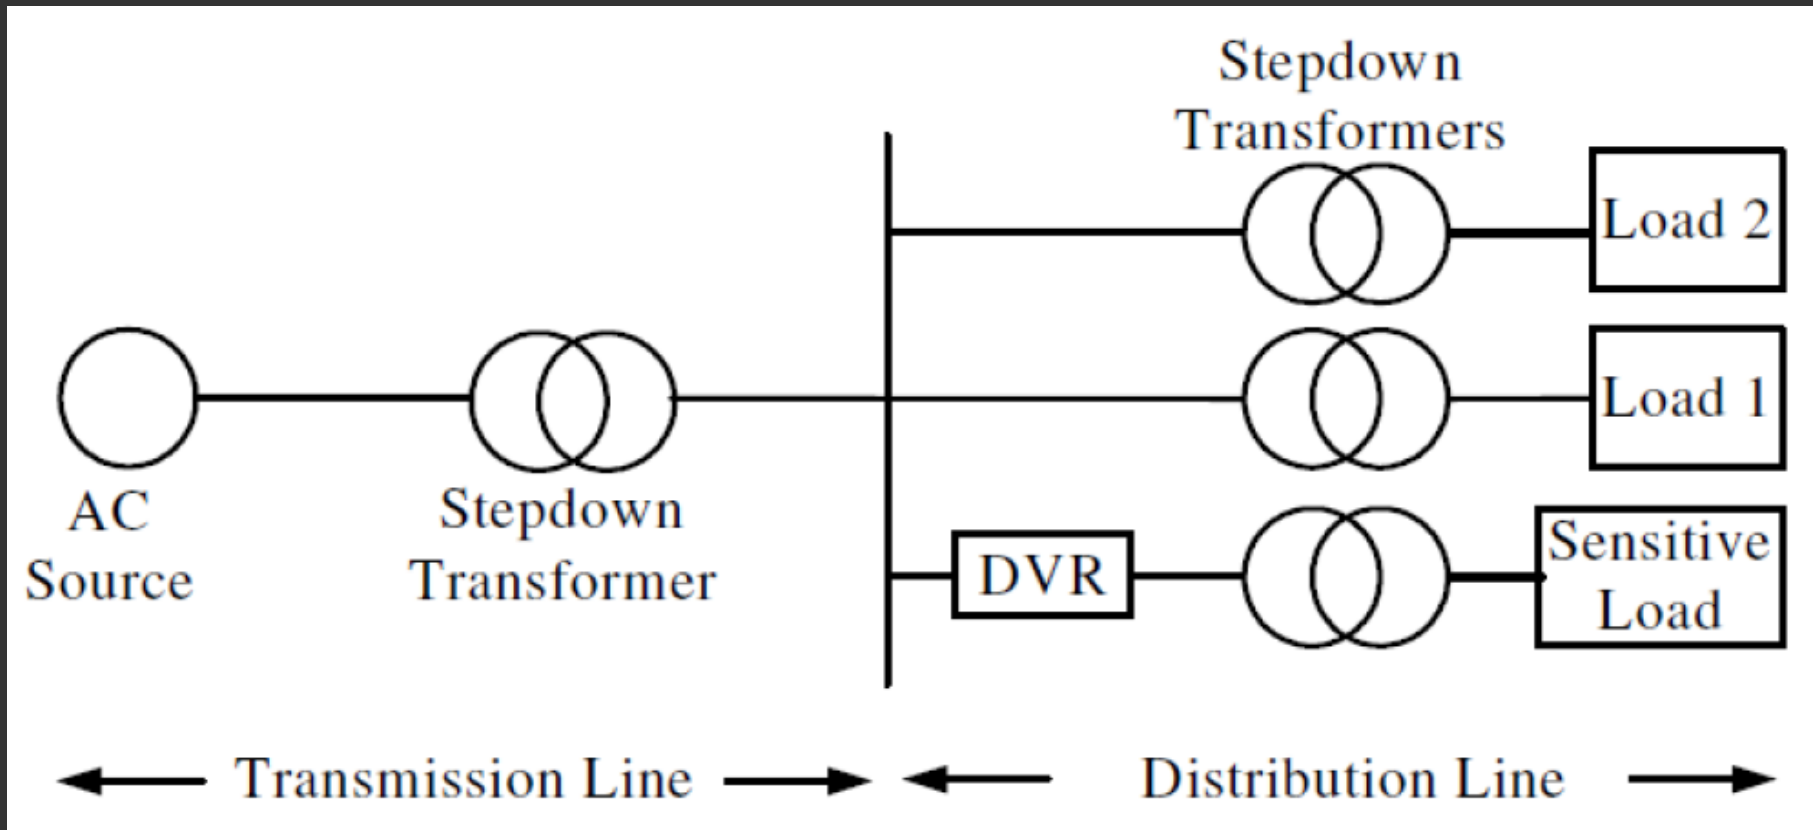 Stepdown
Transformers
Load 2
Load 1
AC
Source
Stepdown
Transformer
DVR
Sensitive
Load
Transmission Line
Distribution Line